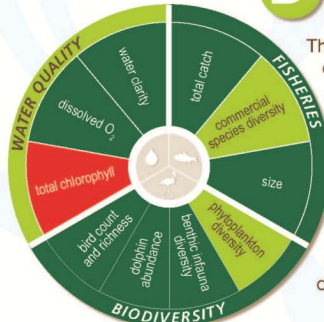 WATER QUALITY
water clarity
dissolved O₂
total chlorophyll
FISHERIES
total catch
commercial
species diversity
size
BIODIVERSITY
bird count
and richness
dolphin
abundance
benthic infauna
diversity
phytoplankton
diversity
Th